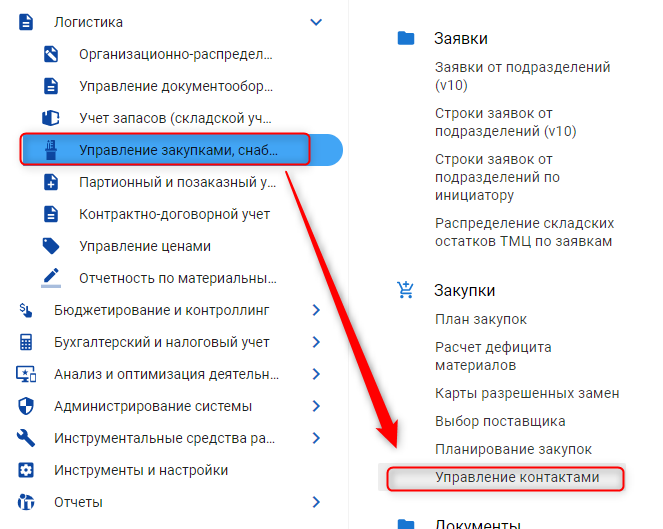 Логистика
Организационно-распредел...
Управление документообор...
Учет запасов (складской уч...
Управление закупками, снаб...
Партионный и позаказный у...
Контрактно-договорной учет
Управление ценами
Отчетность по материальны...
Бюджетирование и контроллинг
Бухгалтерский и налоговый учет
Анализ и оптимизация деятельн...
Администрирование системы
Инструментальные средства ра...
Инструменты и настройки
Отчеты
Заявки
Заявки от подразделений
(v10)
Строки заявок от
подразделений (v10)
Строки заявок от
подразделений по
инициатору
Распределение складских
остатков ТМЦ по заявкам
Закупки
План закупок
Расчет дефицита
материалов
Карты разрешенных замен
Выбор поставщика
Планирование закупок
Управление контактами
Документы